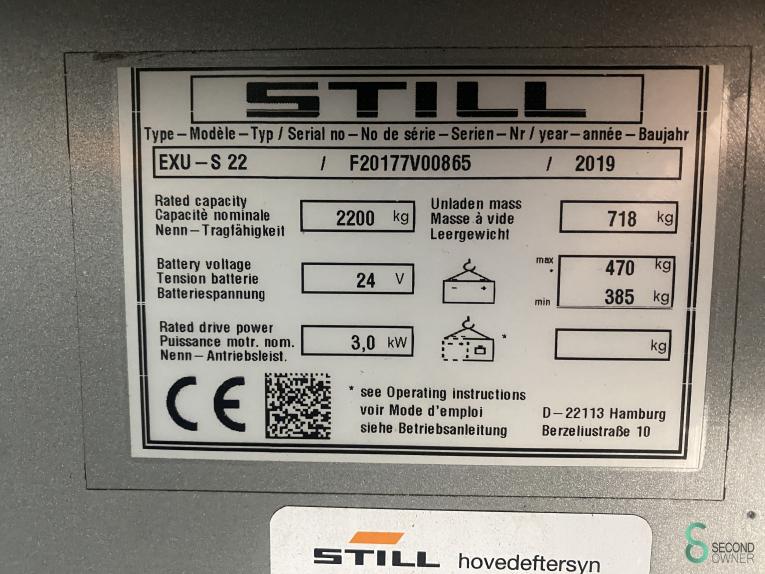 STILL
Type – Modèle – Typ / Serial no – No de série – Serien – Nr / year – année – Baujahr
EXU – S 22 / F20177V00865 / 2019
Rated capacity
Capacitè nominale
Nenn – Tragfähigkeit
2200 kg
Unladen mass
Masse à vide
Leergewicht
718 kg
Battery voltage
Tension batterie
Batteriespannung
24 V
- +
max
*
470 kg
min
385 kg
Rated drive power
Puissance motr. nom.
Nenn – Antriebsleist.
3,0 kW
*
kg
CE
* see Operating instructions
voir Mode d'emploi
siehe Betriebsanleitung
D – 22113 Hamburg
Berzeliustraße 10
STILL hovedeftersyn
SECOND
OWNER